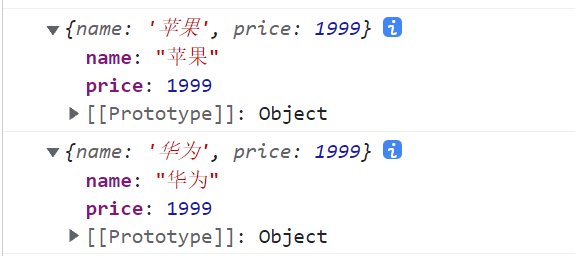 {name: '苹果', price: 1999} i
name: "苹果"
price: 1999
[[Prototype]]: Object
{name: '华为', price: 1999} i
name: "华为"
price: 1999
[[Prototype]]: Object